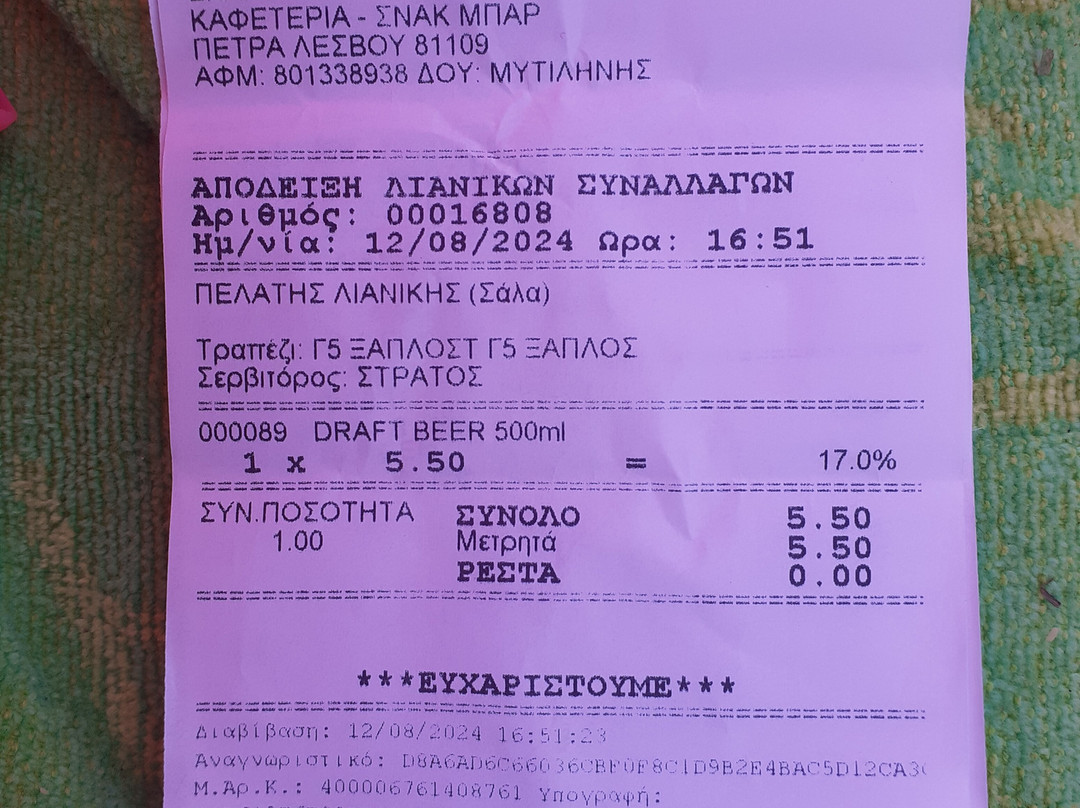 ΚΑΦΕΤΕΡΙΑ - ΣΝΑΚ ΜΠΑΡ
ΠΕΤΡΑ ΛΕΣΒΟΥ 81109
ΑΦΜ: 801338938 ΔΟΥ: ΜΥΤΙΛΗΝΗΣ
ΑΠΟΔΕΙΞΗ ΛΙΑΝΙΚΩΝ ΣΥΝΑΛΛΑΓΩΝ
Αριθμός: 00016808
Ημ/νία: 12/08/2024 Ωρα: 16:51
ΠΕΛΑΤΗΣ ΛΙΑΝΙΚΗΣ (Σάλα)
Τραπέζι: Γ5 ΞΑΠΛΟΣΤ Γ5 ΞΑΠΛΟΣ
Σερβιτόρος: ΣΤΡΑΤΟΣ
000089 DRAFT BEER 500ml
1 x 5.50 = 17.0%
ΣΥΝ.ΠΟΣΟΤΗΤΑ ΣΥΝΟΛΟ 5.50
1.00 Μετρητά 5.50
ΡΕΣΤΑ 0.00
***ΕΥΧΑΡΙΣΤΟΥΜΕ***
Διαβίβαση: 12/08/2024 16:51:23
Αναγνωριστικό: D8A6AD6C66036CBF0F8C1D9B2E4BAC5D12CA3
Μ.Αρ.Κ.: 400006761408761 Υπογραφή: